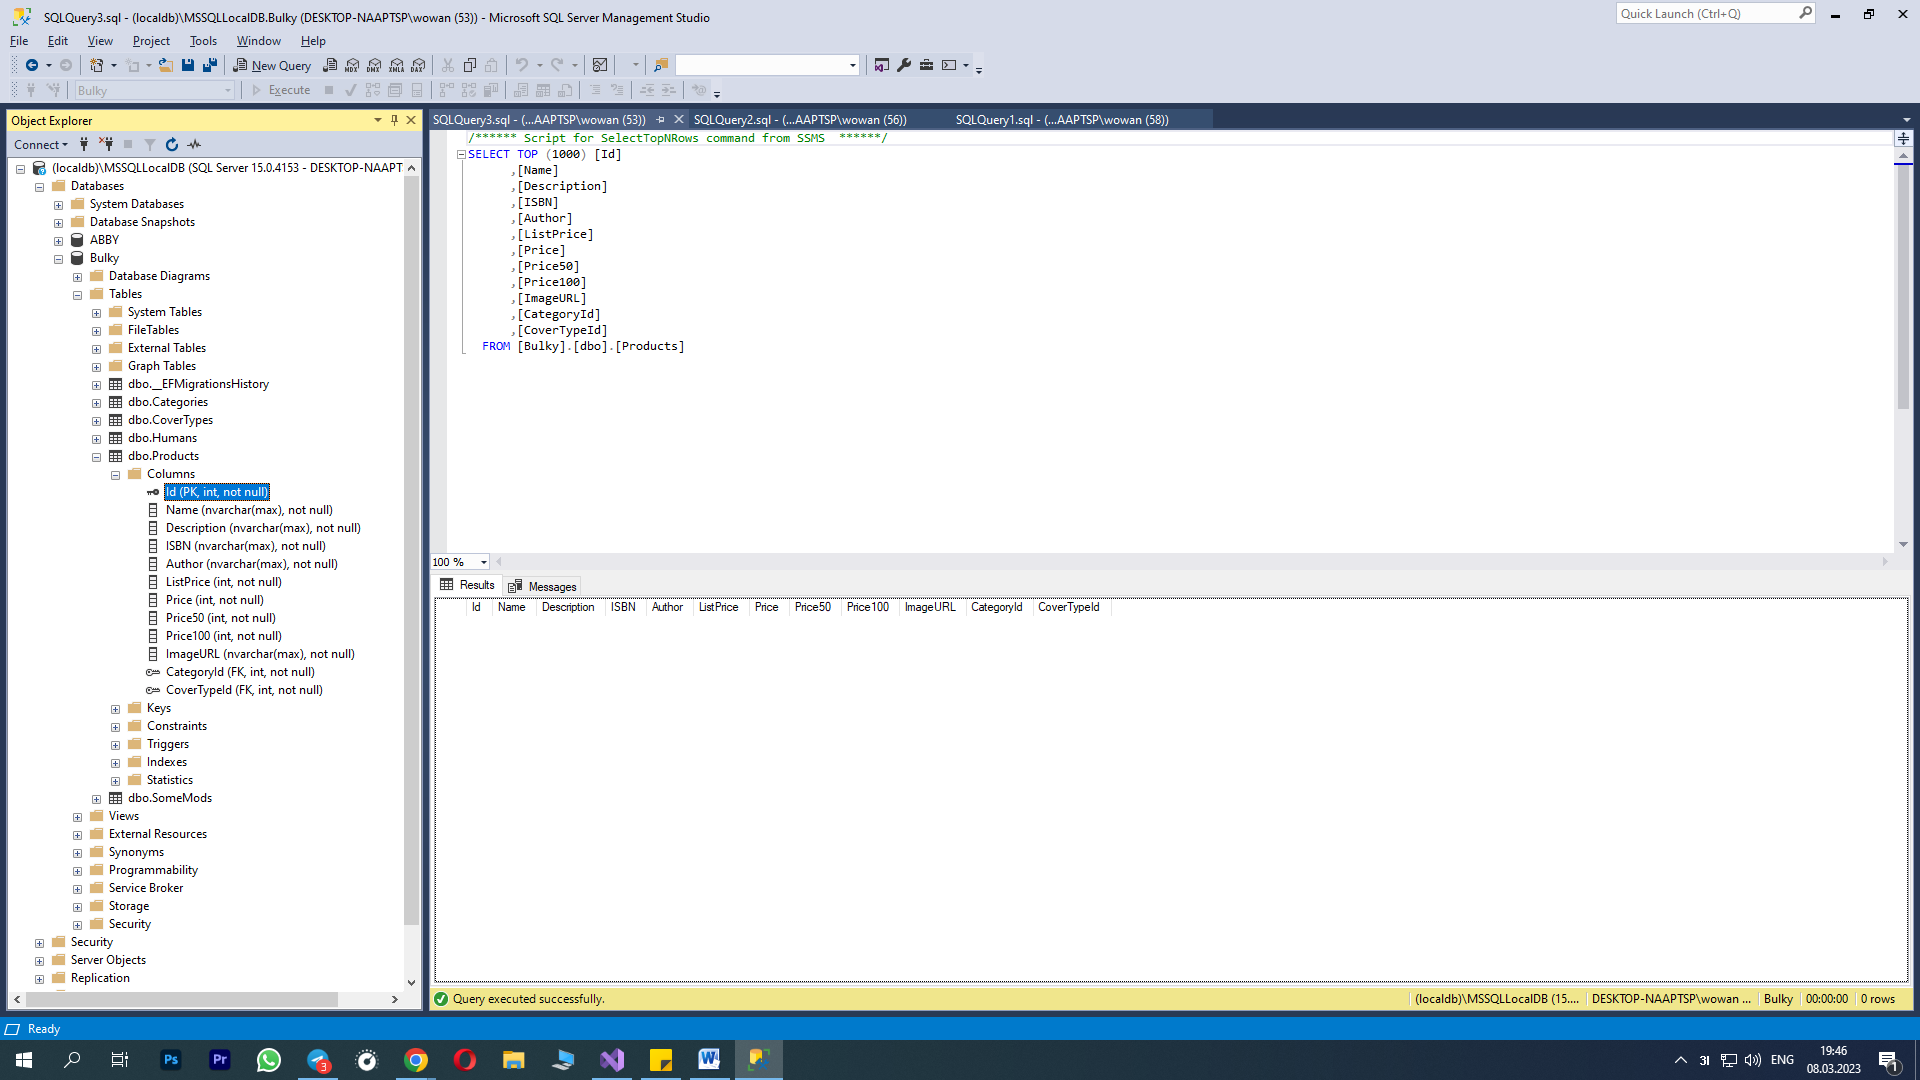 SQLQuery3.sql - (localdb)\MSSQLLocalDB.Bulky (DESKTOP-NAAPTSP\wowan (53)) - Microsoft SQL Server Management Studio
Quick Launch (Ctrl+Q)
File Edit View Project Tools Window Help
New Query MDX DMX XMLA DAX
Bulky Execute
Object Explorer
Connect
(localdb)\MSSQLLocalDB (SQL Server 15.0.4153 - DESKTOP-NAAPT
Databases
System Databases
Database Snapshots
ABBY
Bulky
Database Diagrams
Tables
System Tables
FileTables
External Tables
Graph Tables
dbo.__EFMigrationsHistory
dbo.Categories
dbo.CoverTypes
dbo.Humans
dbo.Products
Columns
Id (PK, int, not null)
Name (nvarchar(max), not null)
Description (nvarchar(max), not null)
ISBN (nvarchar(max), not null)
Author (nvarchar(max), not null)
ListPrice (int, not null)
Price (int, not null)
Price50 (int, not null)
Price100 (int, not null)
ImageURL (nvarchar(max), not null)
CategoryId (FK, int, not null)
CoverTypeId (FK, int, not null)
Keys
Constraints
Triggers
Indexes
Statistics
dbo.SomeMods
Views
External Resources
Synonyms
Programmability
Service Broker
Storage
Security
Security
Server Objects
Replication
SQLQuery3.sql - (...AAPTSP\wowan (53)) SQLQuery2.sql - (...AAPTSP\wowan (56)) SQLQuery1.sql - (...AAPTSP\wowan (58))
/****** Script for SelectTopNRows command from SSMS  ******/
SELECT TOP (1000) [Id]
,[Name]
,[Description]
,[ISBN]
,[Author]
,[ListPrice]
,[Price]
,[Price50]
,[Price100]
,[ImageURL]
,[CategoryId]
,[CoverTypeId]
FROM [Bulky].[dbo].[Products]
100 %
Results Messages
Id Name Description ISBN Author ListPrice Price Price50 Price100 ImageURL CategoryId CoverTypeId
Query executed successfully. (localdb)\MSSQLLocalDB (15.... DESKTOP-NAAPTSP\wowan ... Bulky 00:00:00 0 rows
Ready
Ps Pr 3 W ENG 19:46
08.03.2023 1